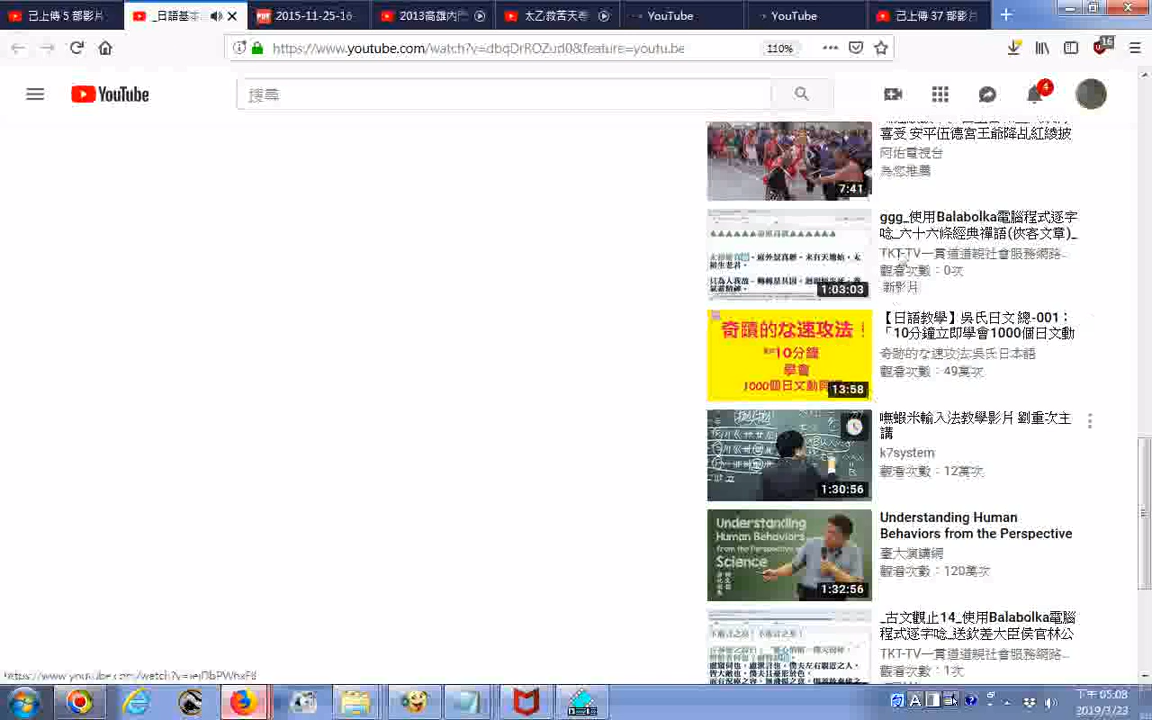 己上傳 5 部影片
_日語基本
2015-11-25-16
2013高雄內門
太乙救苦天尊
YouTube
YouTube
己上傳 37 部影片
https://www.youtube.com/watch?v=dbqDrROZud0&feature=youtu.be
110%
16
YouTube
搜尋
4
喜受 安平伍德宮王爺降乩紅綾披
阿佑電視台
為您推薦
7:41
ggg_使用Balabolka電腦程式逐字
唸_六十六條經典禪語(俠客文章)_
TKT-TV一貫道道親社會服務網路...
觀看次數：0次
新影片
1:03:03
【日語教學】吳氏日文 總-001：
「10分鐘立即學會1000個日文動
奇跡的な速攻法:吳氏日本語
觀看次數：49萬次
奇蹟的な速攻法！
10分鐘
學會
1000個日文動詞
13:58
嘸蝦米輸入法教學影片 劉重次主
講
k7system
觀看次數：12萬次
1:30:56
Understanding Human
Behaviors from the Perspective
臺大演講網
觀看次數：120萬次
Understanding
Human Behaviors
from the Perspective
Science
1:32:56
_古文觀止14_使用Balabolka電腦
程式逐字唸_送欽差大臣侯官林公
TKT-TV一貫道道親社會服務網路...
觀看次數：1次
下午 05:08
2019/3/23